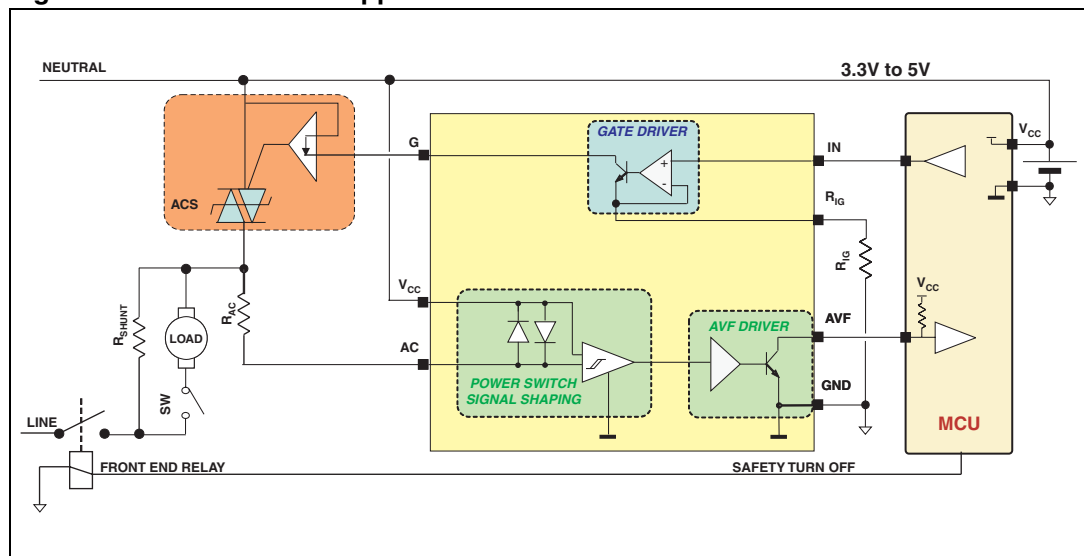 NEUTRAL
3.3V to 5V
G
GATE DRIVER
+
-
IN
VCC
ACS
RIG
RIG
RSHUNT
LOAD
RAC
VCC
VCC
AC
POWER SWITCH
SIGNAL SHAPING
AVF DRIVER
AVF
GND
SW
MCU
LINE
FRONT END RELAY
SAFETY TURN OFF